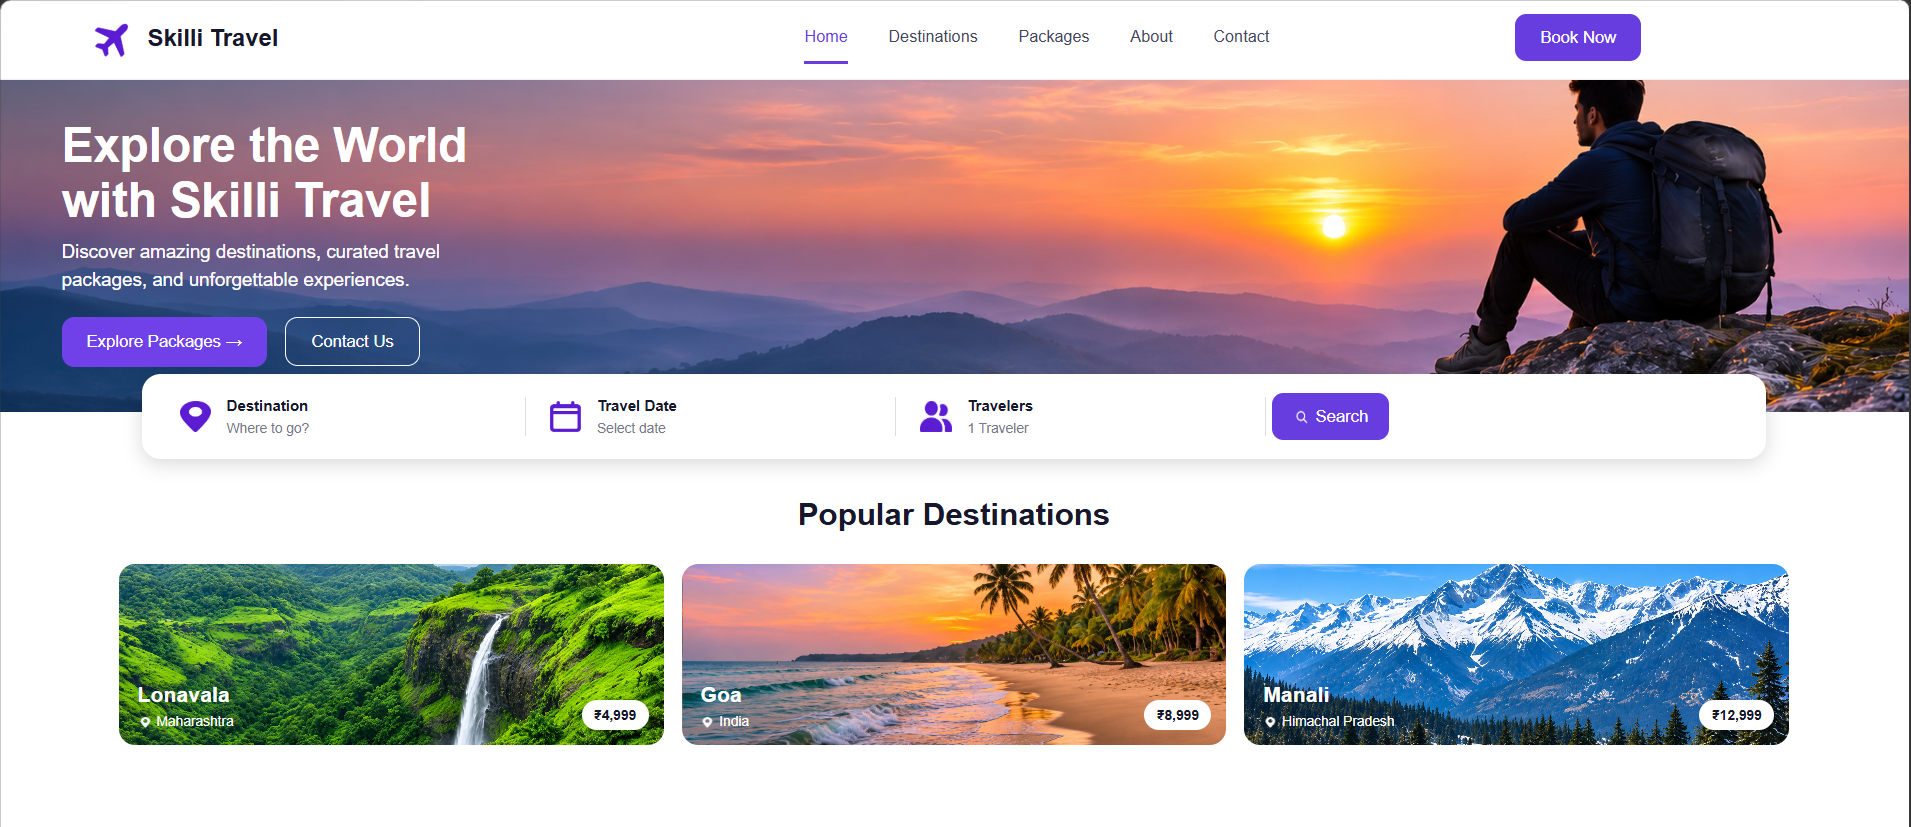 Skilli Travel
Home
Destinations
Packages
About
Contact
Book Now
Explore the World
with Skilli Travel
Discover amazing destinations, curated travel
packages, and unforgettable experiences.
Explore Packages →
Contact Us
Destination
Where to go?
Travel Date
Select date
Travelers
1 Traveler
Search
Popular Destinations
Lonavala
Maharashtra
₹4,999
Goa
India
₹8,999
Manali
Himachal Pradesh
₹12,999